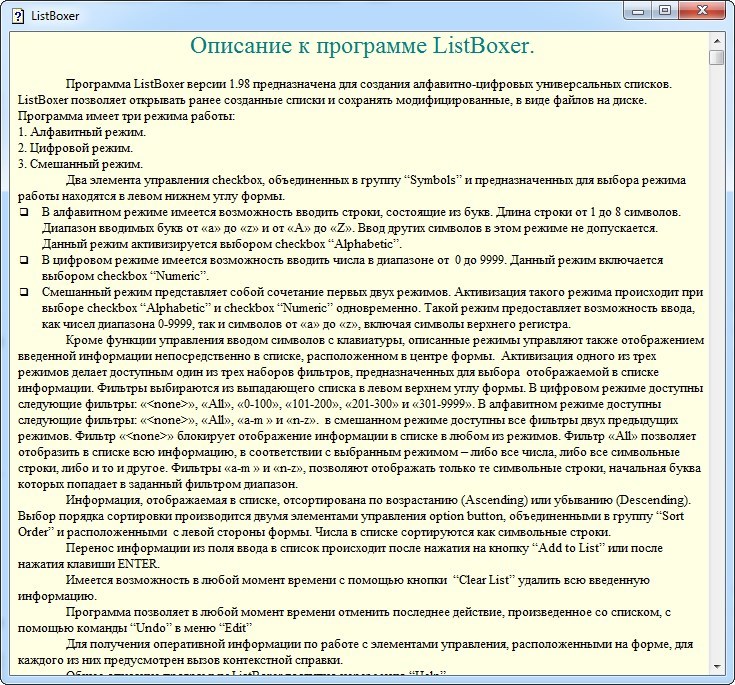 ListBoxer
Описание к программе ListBoxer.
Программа ListBoxer версии 1.98 предназначена для создания алфавитно-цифровых универсальных списков.
ListBoxer позволяет открывать ранее созданные списки и сохранять модифицированные, в виде файлов на диске.
Программа имеет три режима работы:
1. Алфавитный режим.
2. Цифровой режим.
3. Смешанный режим.
Два элемента управления checkbox, объединенных в группу “Symbols” и предназначенных для выбора режима
работы находятся в левом нижнем углу формы.
В алфавитном режиме имеется возможность вводить строки, состоящие из букв. Длина строки от 1 до 8 символов.
Диапазон вводимых букв от «a» до «z» и от «A» до «Z». Ввод других символов в этом режиме не допускается.
Данный режим активизируется выбором checkbox “Alphabetic”.
В цифровом режиме имеется возможность вводить числа в диапазоне от 0 до 9999. Данный режим включается
выбором checkbox “Numeric”.
Смешанный режим представляет собой сочетание первых двух режимов. Активизация такого режима происходит при
выборе checkbox “Alphabetic” и checkbox “Numeric” одновременно. Такой режим предоставляет возможность ввода,
как чисел диапазона 0-9999, так и символов от «a» до «z», включая символы верхнего регистра.
Кроме функции управления вводом символов с клавиатуры, описанные режимы управляют также отображением
введенной информации непосредственно в списке, расположенном в центре формы. Активизация одного из трех
режимов делает доступным один из трех наборов фильтров, предназначенных для выбора отображаемой в списке
информации. Фильтры выбираются из выпадающего списка в левом верхнем углу формы. В цифровом режиме доступны
следующие фильтры: «<none>», «All», «0-100», «101-200», «201-300» и «301-9999». В алфавитном режиме доступны
следующие фильтры: «<none>», «All», «a-m » и «n-z». в смешанном режиме доступны все фильтры двух предыдущих
режимов. Фильтр «<none>» блокирует отображение информации в списке в любом из режимов. Фильтр «All» позволяет
отобразить в списке всю информацию, в соответствии с выбранным режимом – либо все числа, либо все символьные
строки, либо и то и другое. Фильтры «a-m » и «n-z», позволяют отображать только те символьные строки, начальная буква
которых попадает в заданный фильтром диапазон.
Информация, отображаемая в списке, отсортирована по возрастанию (Ascending) или убыванию (Descending).
Выбор порядка сортировки производится двумя элементами управления option button, объединенными в группу “Sort
Order” и расположенными с левой стороны формы. Числа в списке сортируются как символьные строки.
Перенос информации из поля ввода в список происходит после нажатия на кнопку “Add to List” или после
нажатия клавиши ENTER.
Имеется возможность в любой момент времени с помощью кнопки “Clear List” удалить всю введенную
информацию.
Программа позволяет в любой момент времени отменить последнее действие, произведенное со списком, с
помощью команды “Undo” в меню “Edit”
Для получения оперативной информации по работе с элементами управления, расположенными на форме, для
каждого из них предусмотрен вызов контекстной справки.